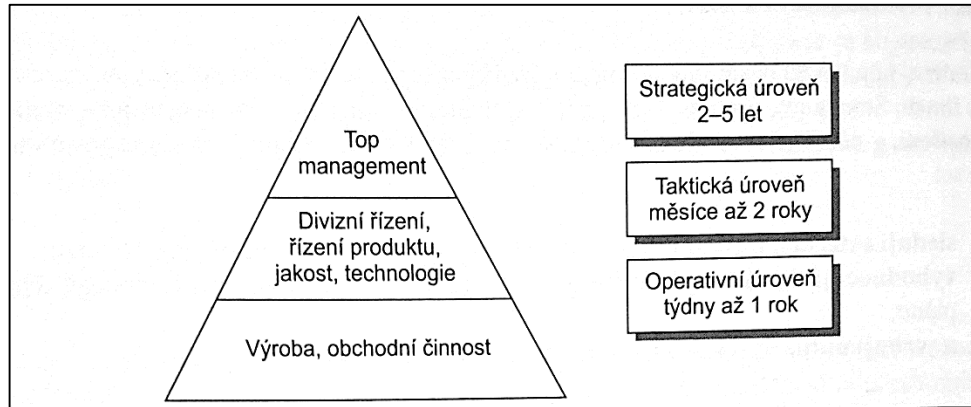 Top
management
Divizní řízení,
řízení produktu,
jakost, technologie
Výroba, obchodní činnost
Strategická úroveň
2–5 let
Taktická úroveň
měsíce až 2 roky
Operativní úroveň
týdny až 1 rok